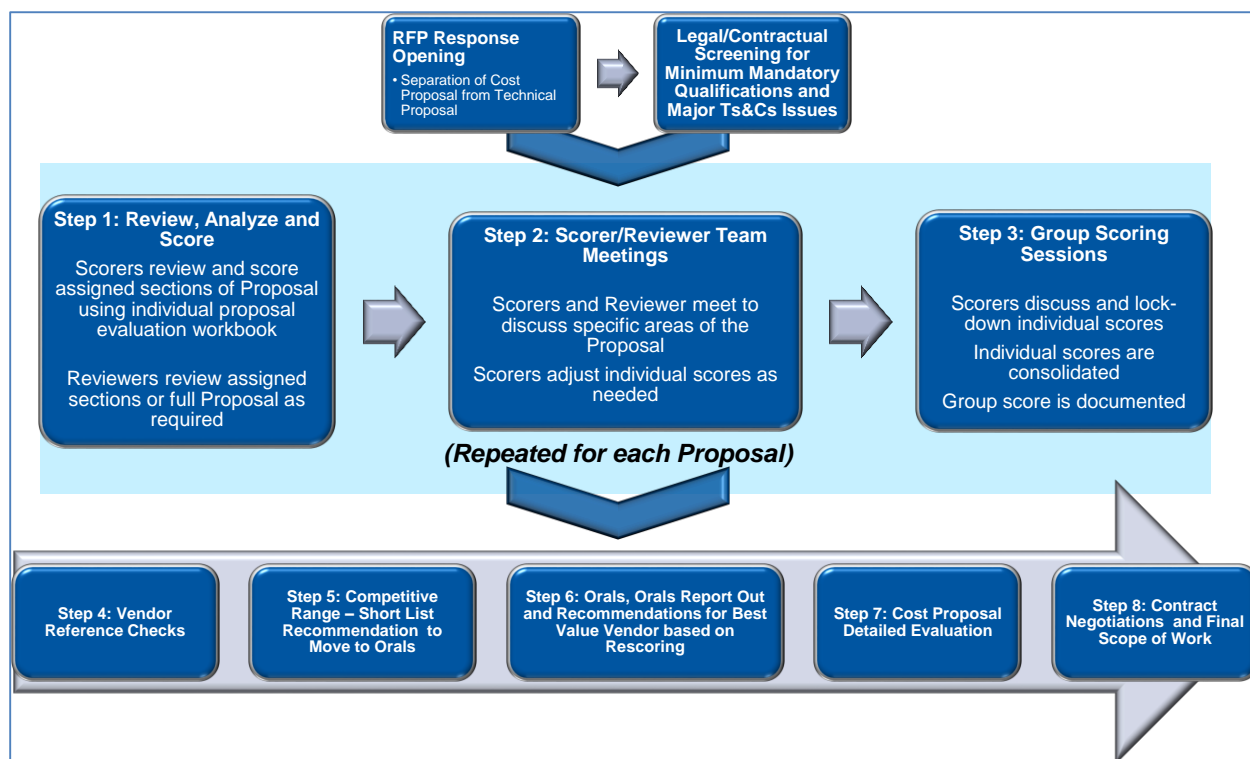 RFP Response
Opening
• Separation of Cost
Proposal from Technical
Proposal
Legal/Contractual
Screening for
Minimum Mandatory
Qualifications and
Major Ts&Cs Issues
Step 1: Review, Analyze and
Score
Scorers review and score
assigned sections of Proposal
using individual proposal
evaluation workbook
Reviewers review assigned
sections or full Proposal as
required
Step 2: Scorer/Reviewer Team
Meetings
Scorers and Reviewer meet to
discuss specific areas of the
Proposal
Scorers adjust individual scores as
needed
Step 3: Group Scoring
Sessions
Scorers discuss and lock-
down individual scores
Individual scores are
consolidated
Group score is documented
(Repeated for each Proposal)
Step 4: Vendor
Reference Checks
Step 5: Competitive
Range – Short List
Recommendation to
Move to Orals
Step 6: Orals, Orals Report Out
and Recommendations for Best
Value Vendor based on
Rescoring
Step 7: Cost Proposal
Detailed Evaluation
Step 8: Contract
Negotiations and Final
Scope of Work